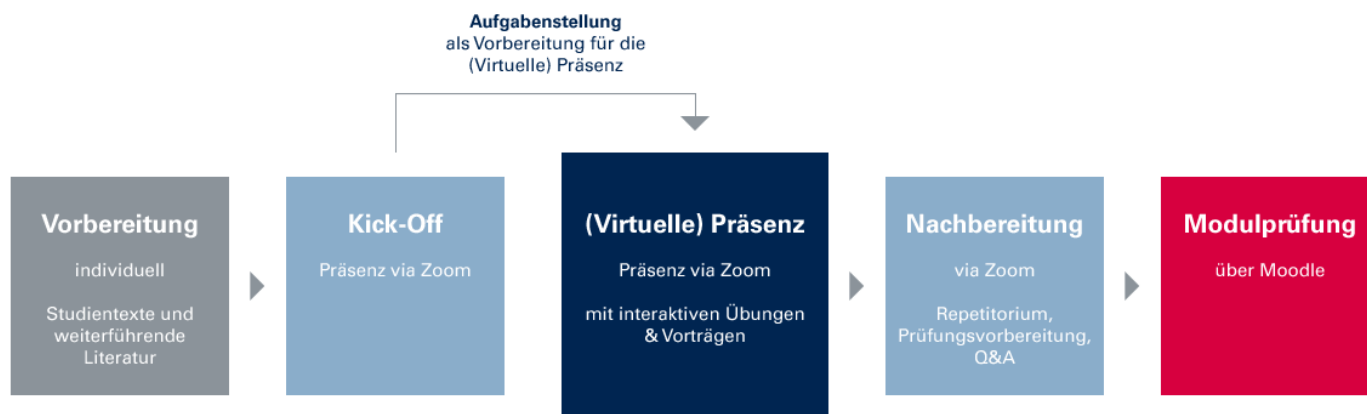 Aufgabenstellung
als Vorbereitung für die
(Virtuelle) Präsenz
Vorbereitung
individuell
Studientexte und
weiterführende
Literatur
Kick-Off
Präsenz via Zoom
(Virtuelle) Präsenz
Präsenz via Zoom
mit interaktiven Übungen
& Vorträgen
Nachbereitung
via Zoom
Repetitorium,
Prüfungsvorbereitung,
Q&A
Modulprüfung
über Moodle